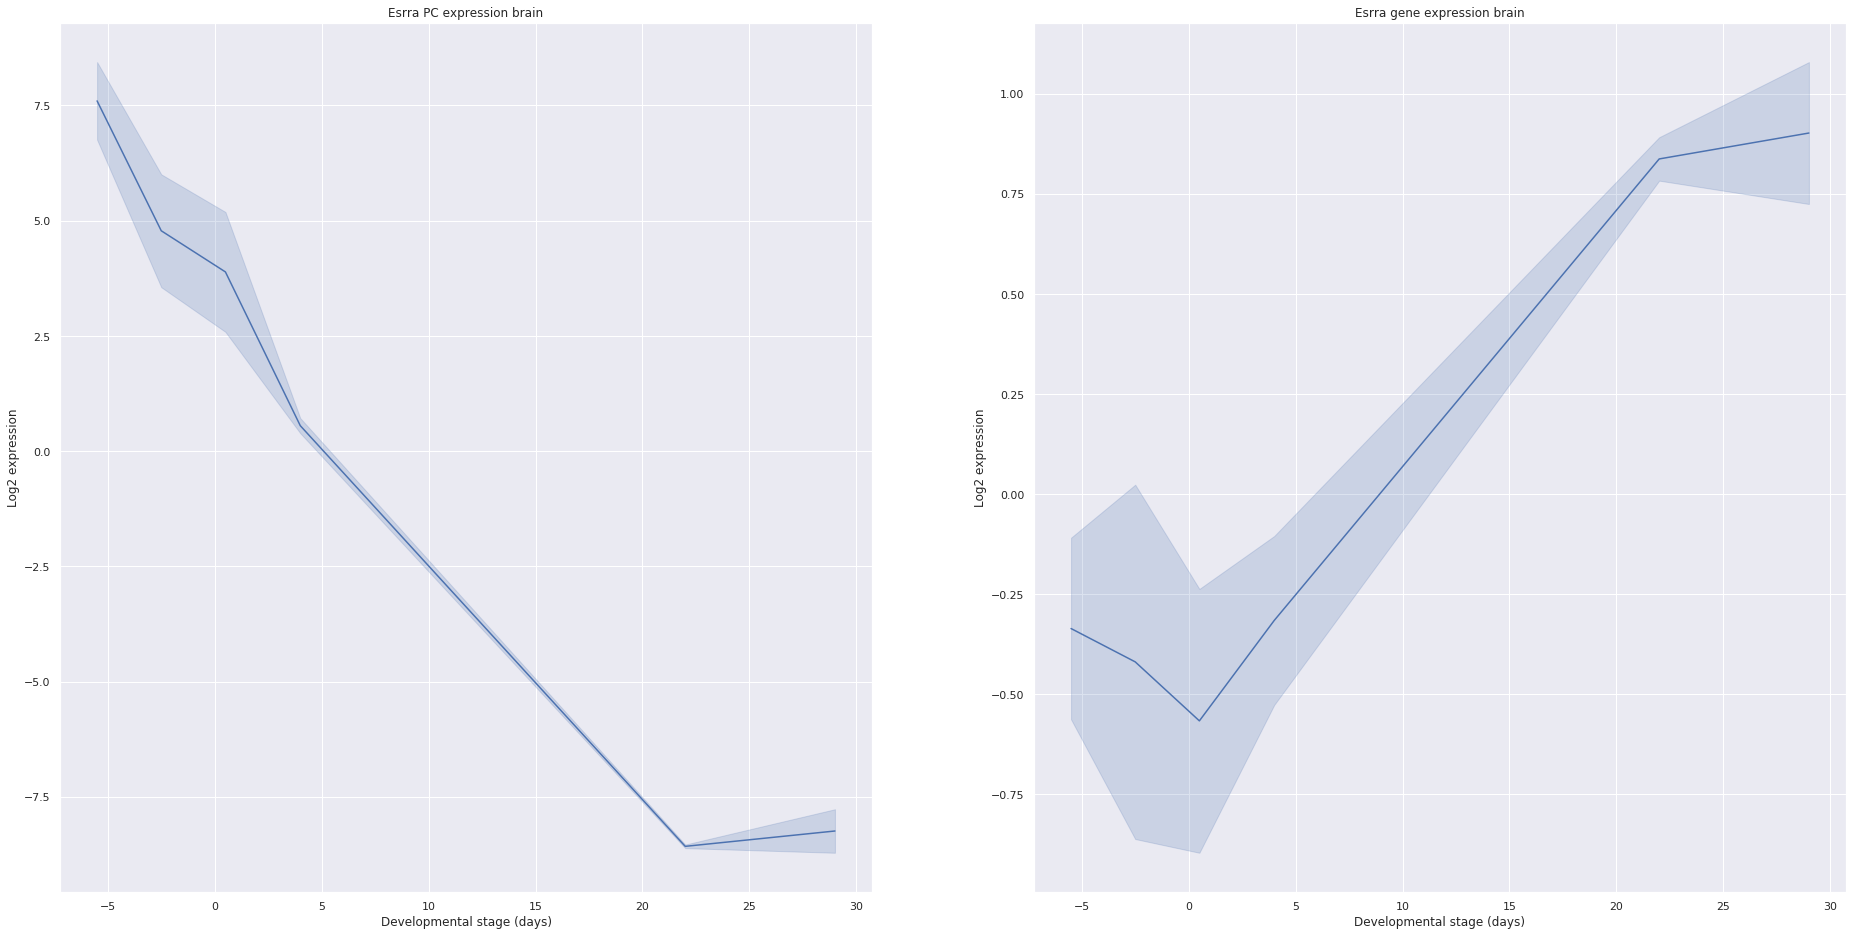 Esrra PC expression brain
Log2 expression
7.5
5.0
2.5
0.0
−2.5
−5.0
−7.5
−5 0 5 10 15 20 25 30
Developmental stage (days)
Esrra gene expression brain
Log2 expression
1.00
0.75
0.50
0.25
0.00
−0.25
−0.50
−0.75
−5 0 5 10 15 20 25 30
Developmental stage (days)